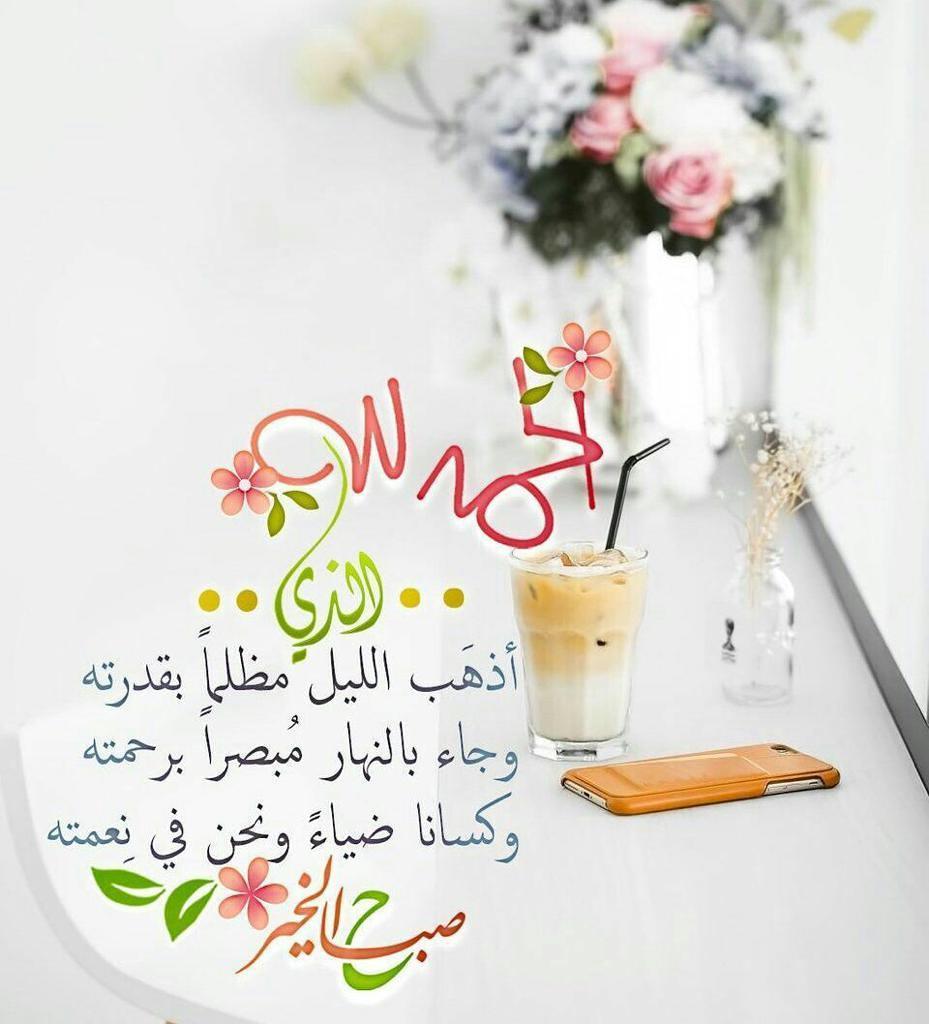 الحمد لله
الذي
أذهَب الليل مظلماً بقدرته
وجاء بالنهار مُبصراً برحمته
وكسانا ضياءً ونحن في نِعمته
صباح الخير